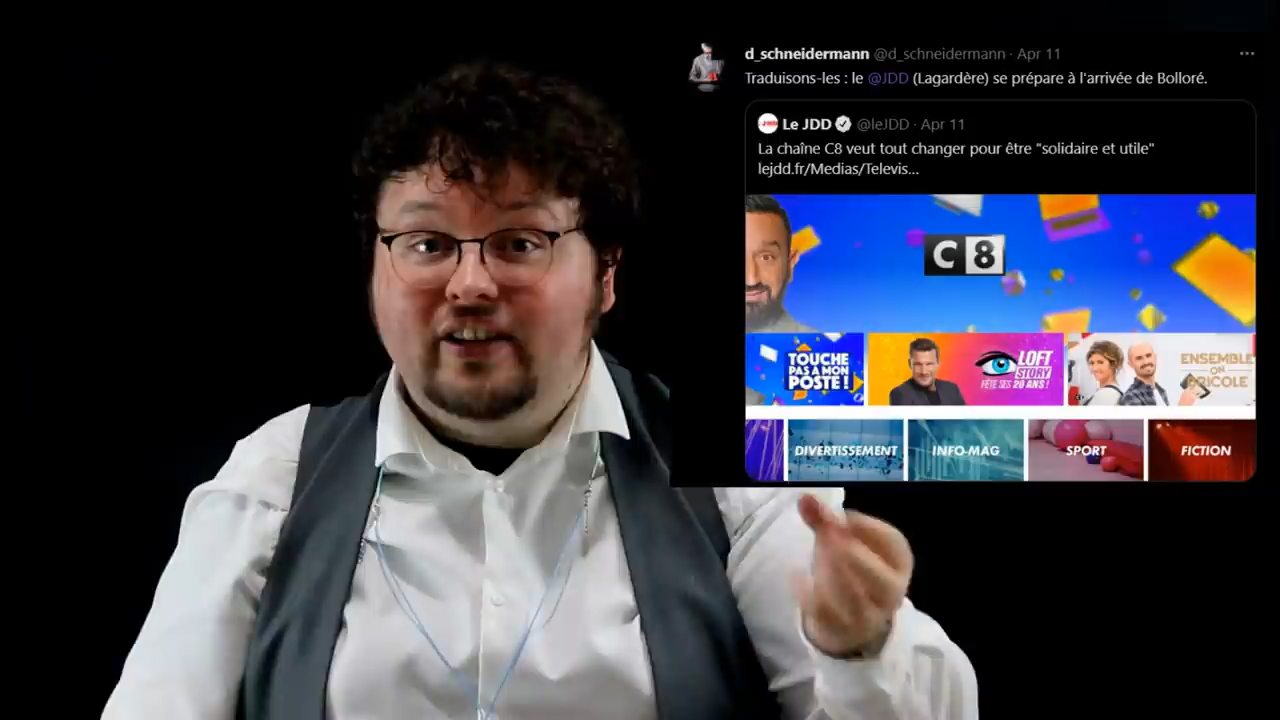 d_schneidermann @d_schneidermann · Apr 11
Traduisons-les : le @JDD (Lagardère) se prépare à l'arrivée de Bolloré.
Le JDD @leJDD · Apr 11
La chaîne C8 veut tout changer pour être "solidaire et utile"
lejdd.fr/Medias/Televis...
C8
TOUCHE
PAS À MON
POSTE !
LOFT
STORY
FÊTE SES 20 ANS !
ENSEMBLE
ON
BRICOLE
DIVERTISSEMENT
INFO-MAG
SPORT
FICTION